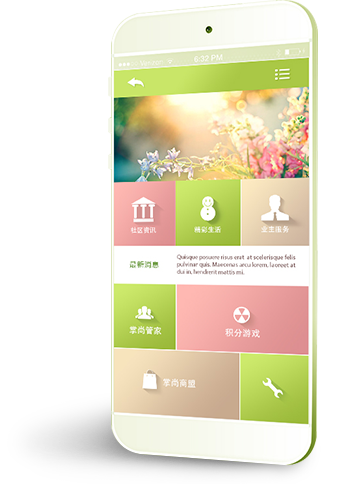 6:32 PM
社区资讯
精彩生活
业主服务
最新消息
Quisque posuere risus erat at scelerisque felis
pulvinar quis. Maecenas arcu lorem, laoreet at
dui in, hendrerit mattis mi.
掌尚管家
积分游戏
掌尚商盟